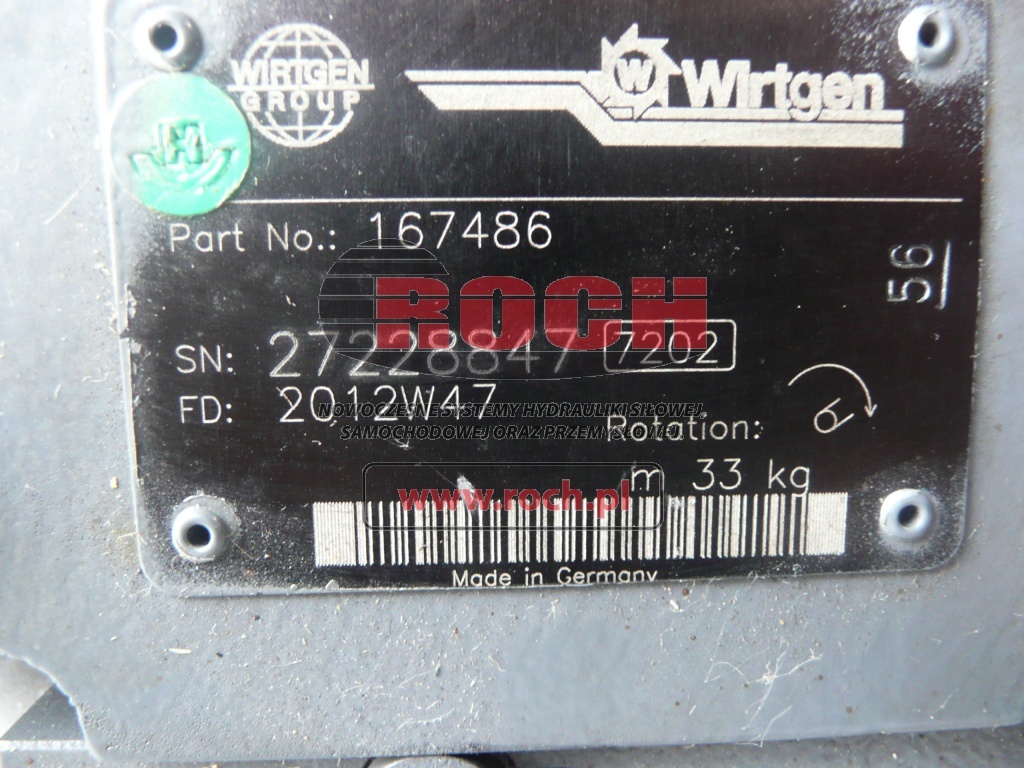 WIRTGEN
GROUP
W
Wirtgen
H
Part No.: 167486
56
ROCH
SN: 27228847 7202
FD: 2012W47
NOWOCZESNE SYSTEMY HYDRAULIKI SIŁOWEJ,
SAMOCHODOWEJ ORAZ PRZEMYSŁOWEJ
Rotation:
m 33 kg
www.roch.pl
Made in Germany